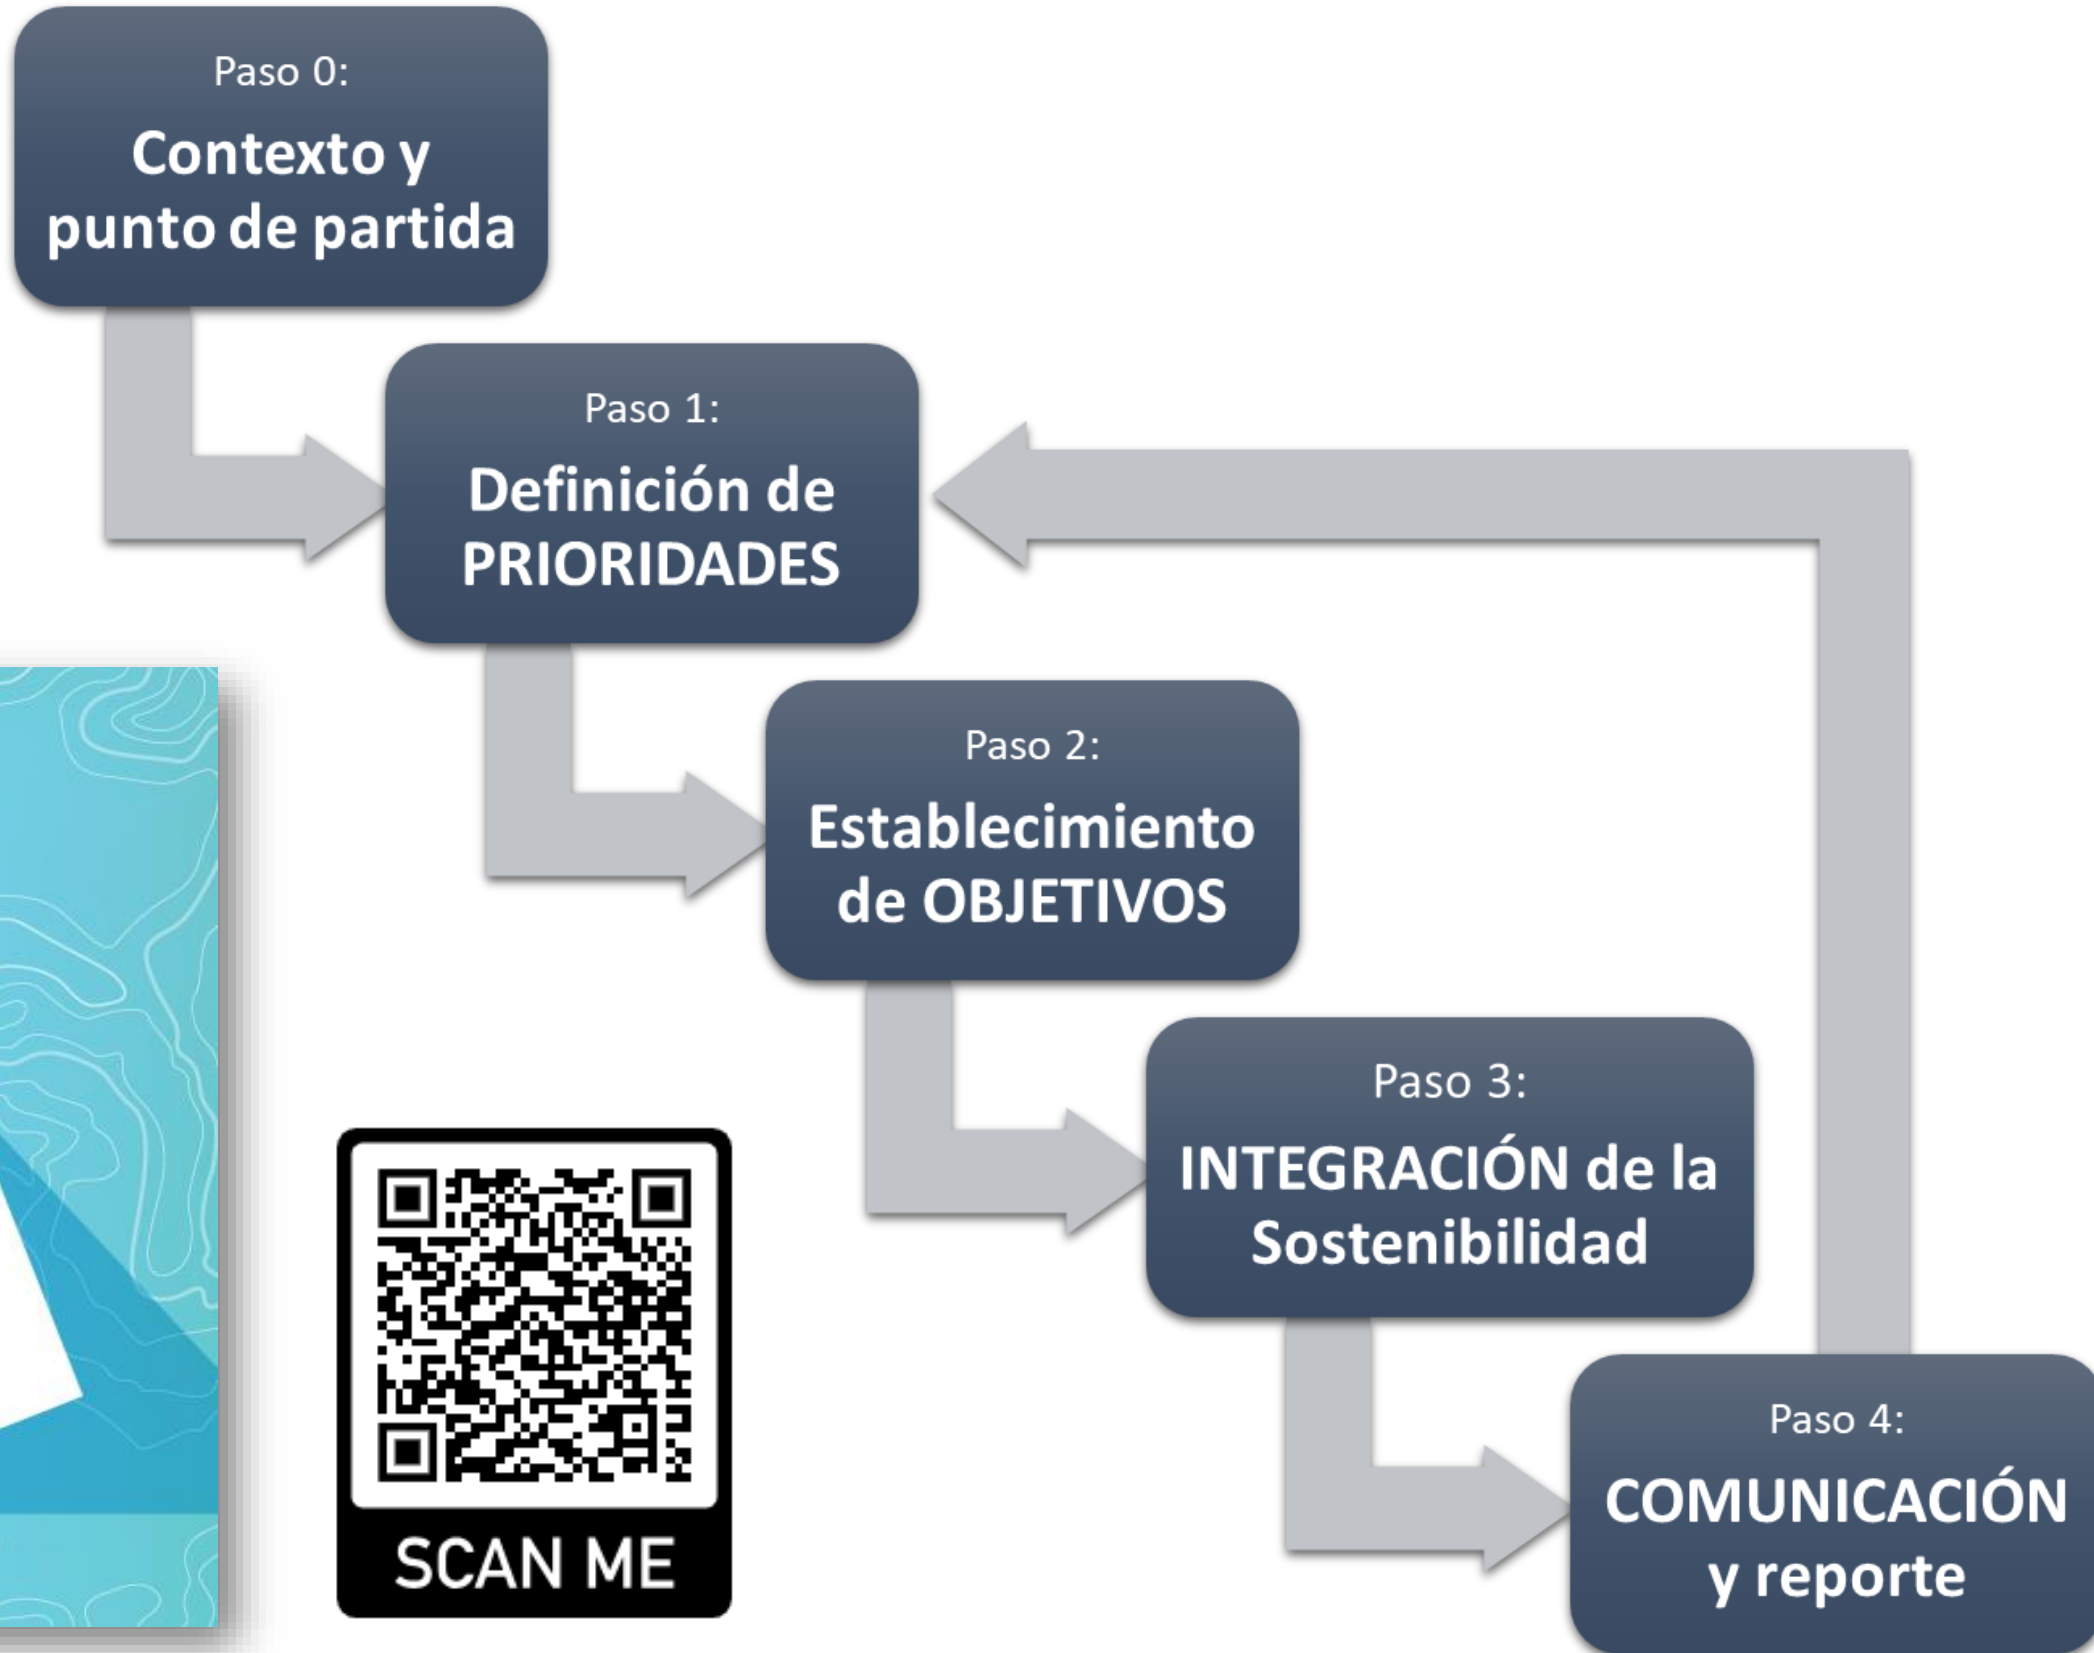 Paso 0:
Contexto y
punto de partida
Paso 1:
Definición de
PRIORIDADES
Paso 2:
Establecimiento
de OBJETIVOS
Paso 3:
INTEGRACIÓN de la
Sostenibilidad
Paso 4:
COMUNICACIÓN
y reporte
SCAN ME